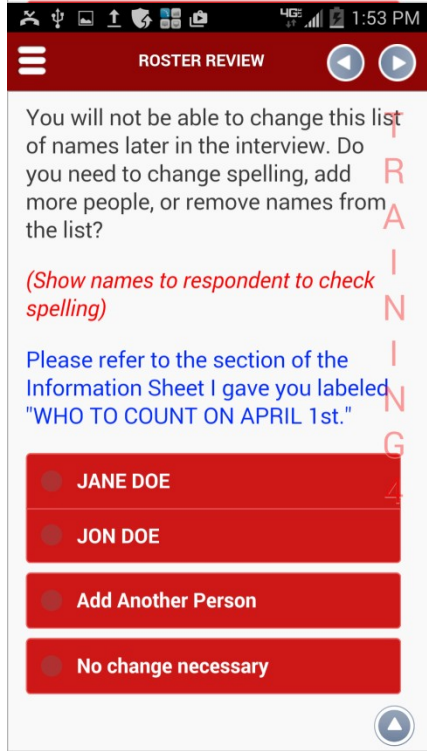 4G 1:53 PM
ROSTER REVIEW
You will not be able to change this list
of names later in the interview. Do
you need to change spelling, add
more people, or remove names from
the list?
(Show names to respondent to check
spelling)
Please refer to the section of the
Information Sheet I gave you labeled
"WHO TO COUNT ON APRIL 1st."
JANE DOE
JON DOE
Add Another Person
No change necessary
TRAINING4